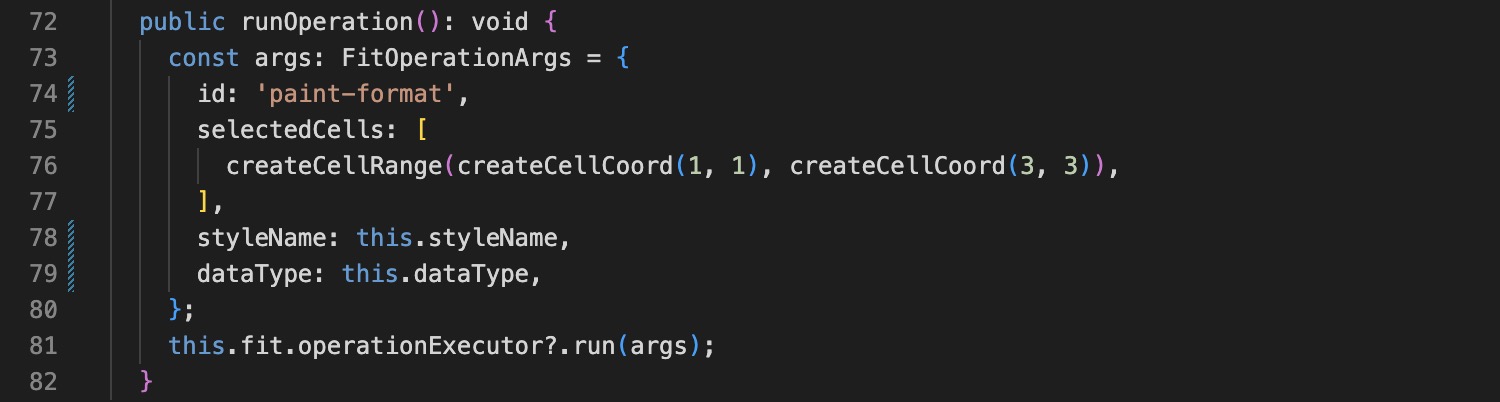 72 public runOperation(): void {
73 const args: FitOperationArgs = {
74 id: 'paint-format',
75 selectedCells: [
76 createCellRange(createCellCoord(1, 1), createCellCoord(3, 3)),
77 ],
78 styleName: this.styleName,
79 dataType: this.dataType,
80 };
81 this.fit.operationExecutor?.run(args);
82 }